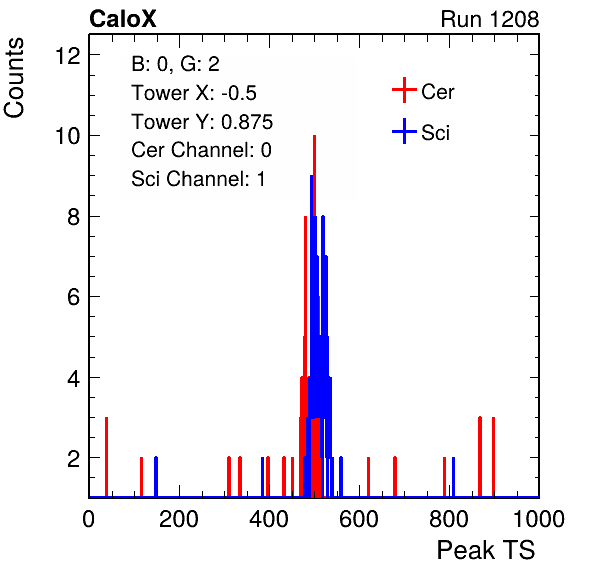 CaloX Run 1208
Counts
12
10
8
6
4
2
B: 0, G: 2
Tower X: -0.5
Tower Y: 0.875
Cer Channel: 0
Sci Channel: 1
Cer
Sci
0 200 400 600 800 1000
Peak TS